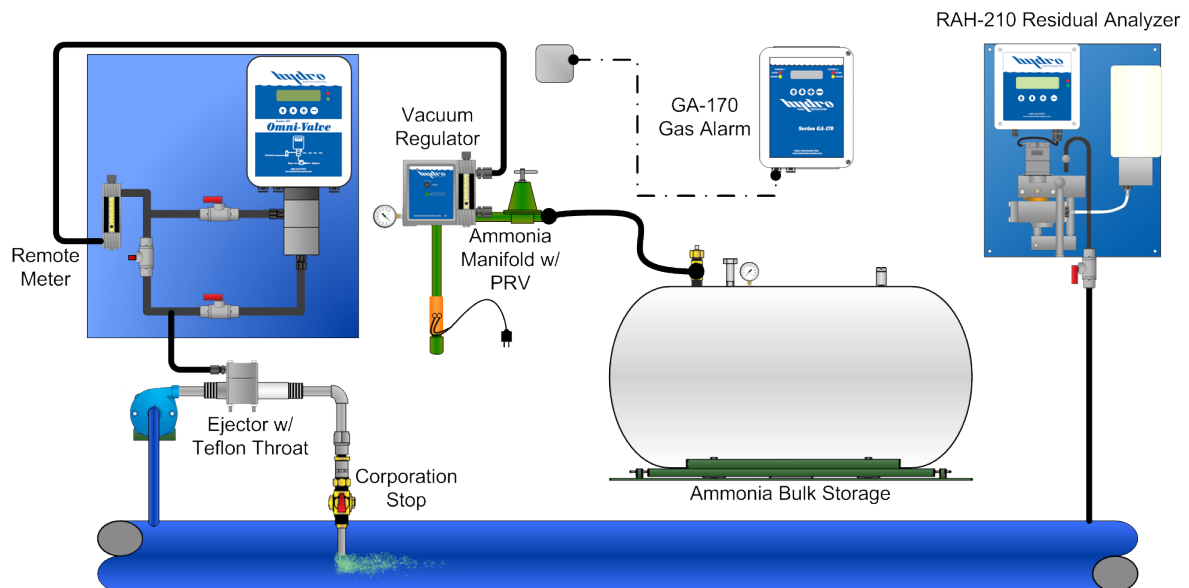 RAH-210 Residual Analyzer
hydro
Omni-Valve
Vacuum
Regulator
hydro
GA-170
Gas Alarm
hydro
Series GA-170
hydro
Remote
Meter
Ammonia
Manifold w/
PRV
Ejector w/
Teflon Throat
Corporation
Stop
Ammonia Bulk Storage